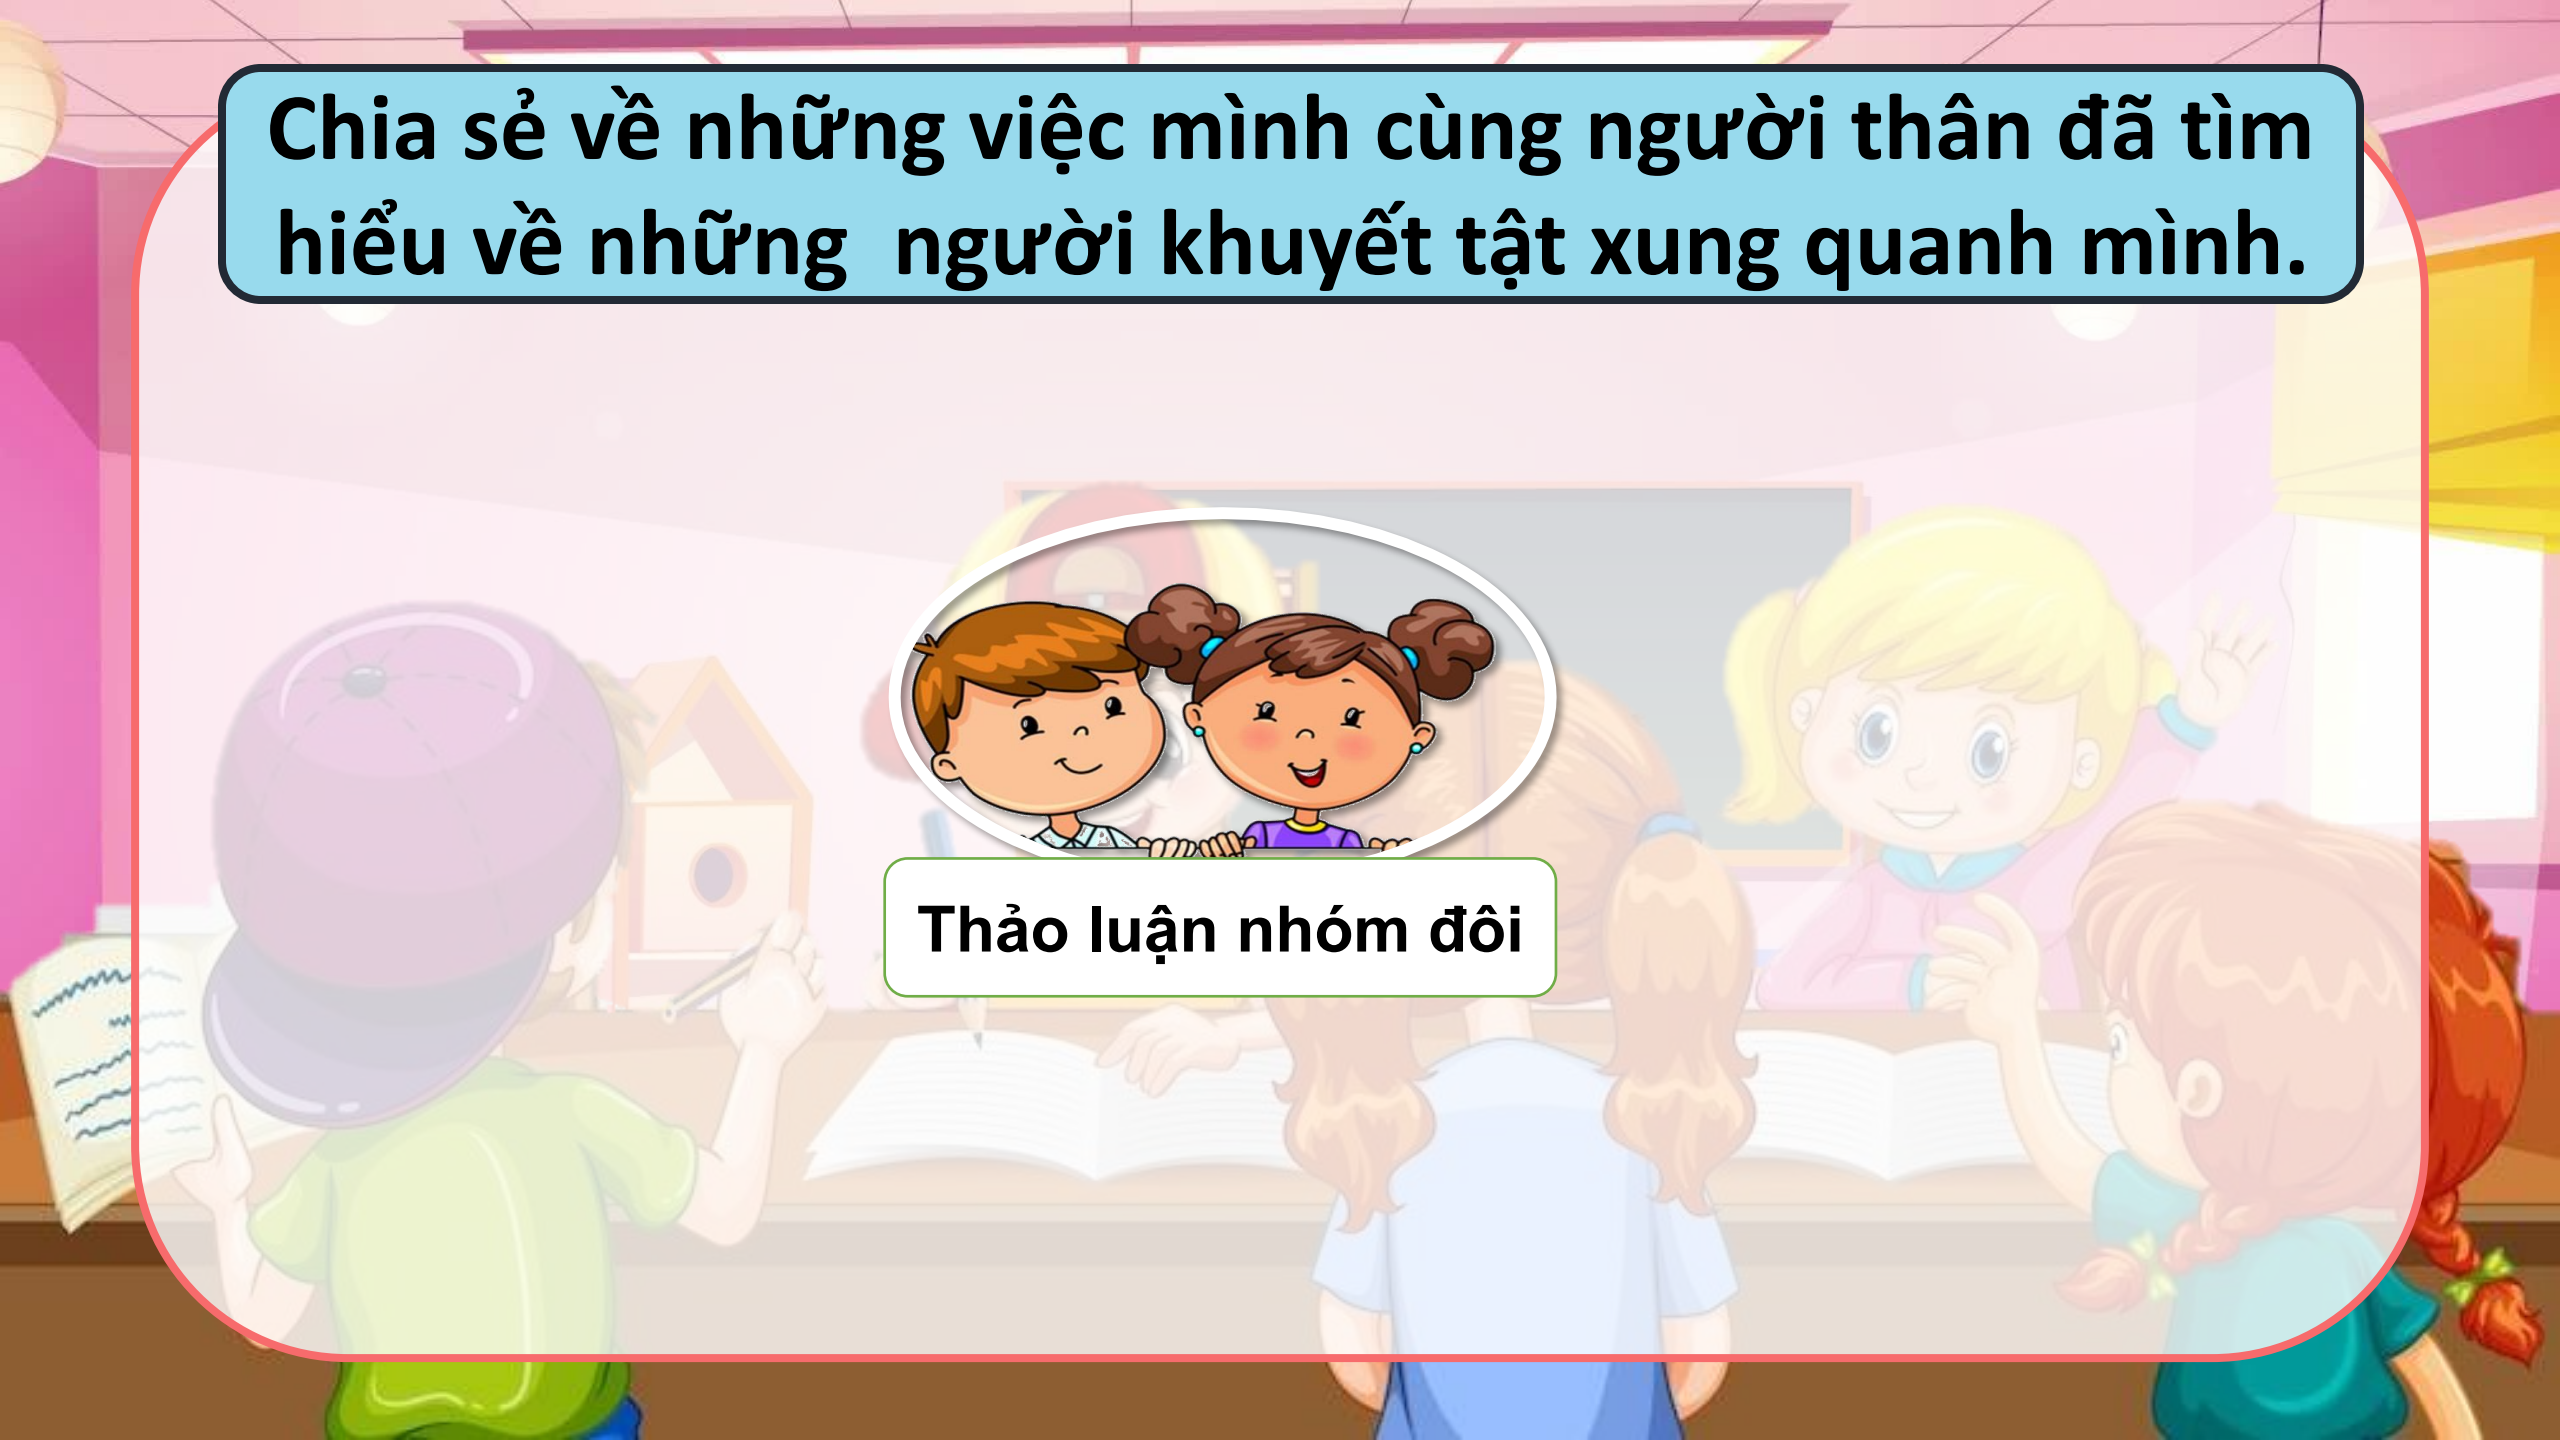 Chia sẻ về những việc mình cùng người thân đã tìm
hiểu về những  người khuyết tật xung quanh mình.
Thảo luận nhóm đôi